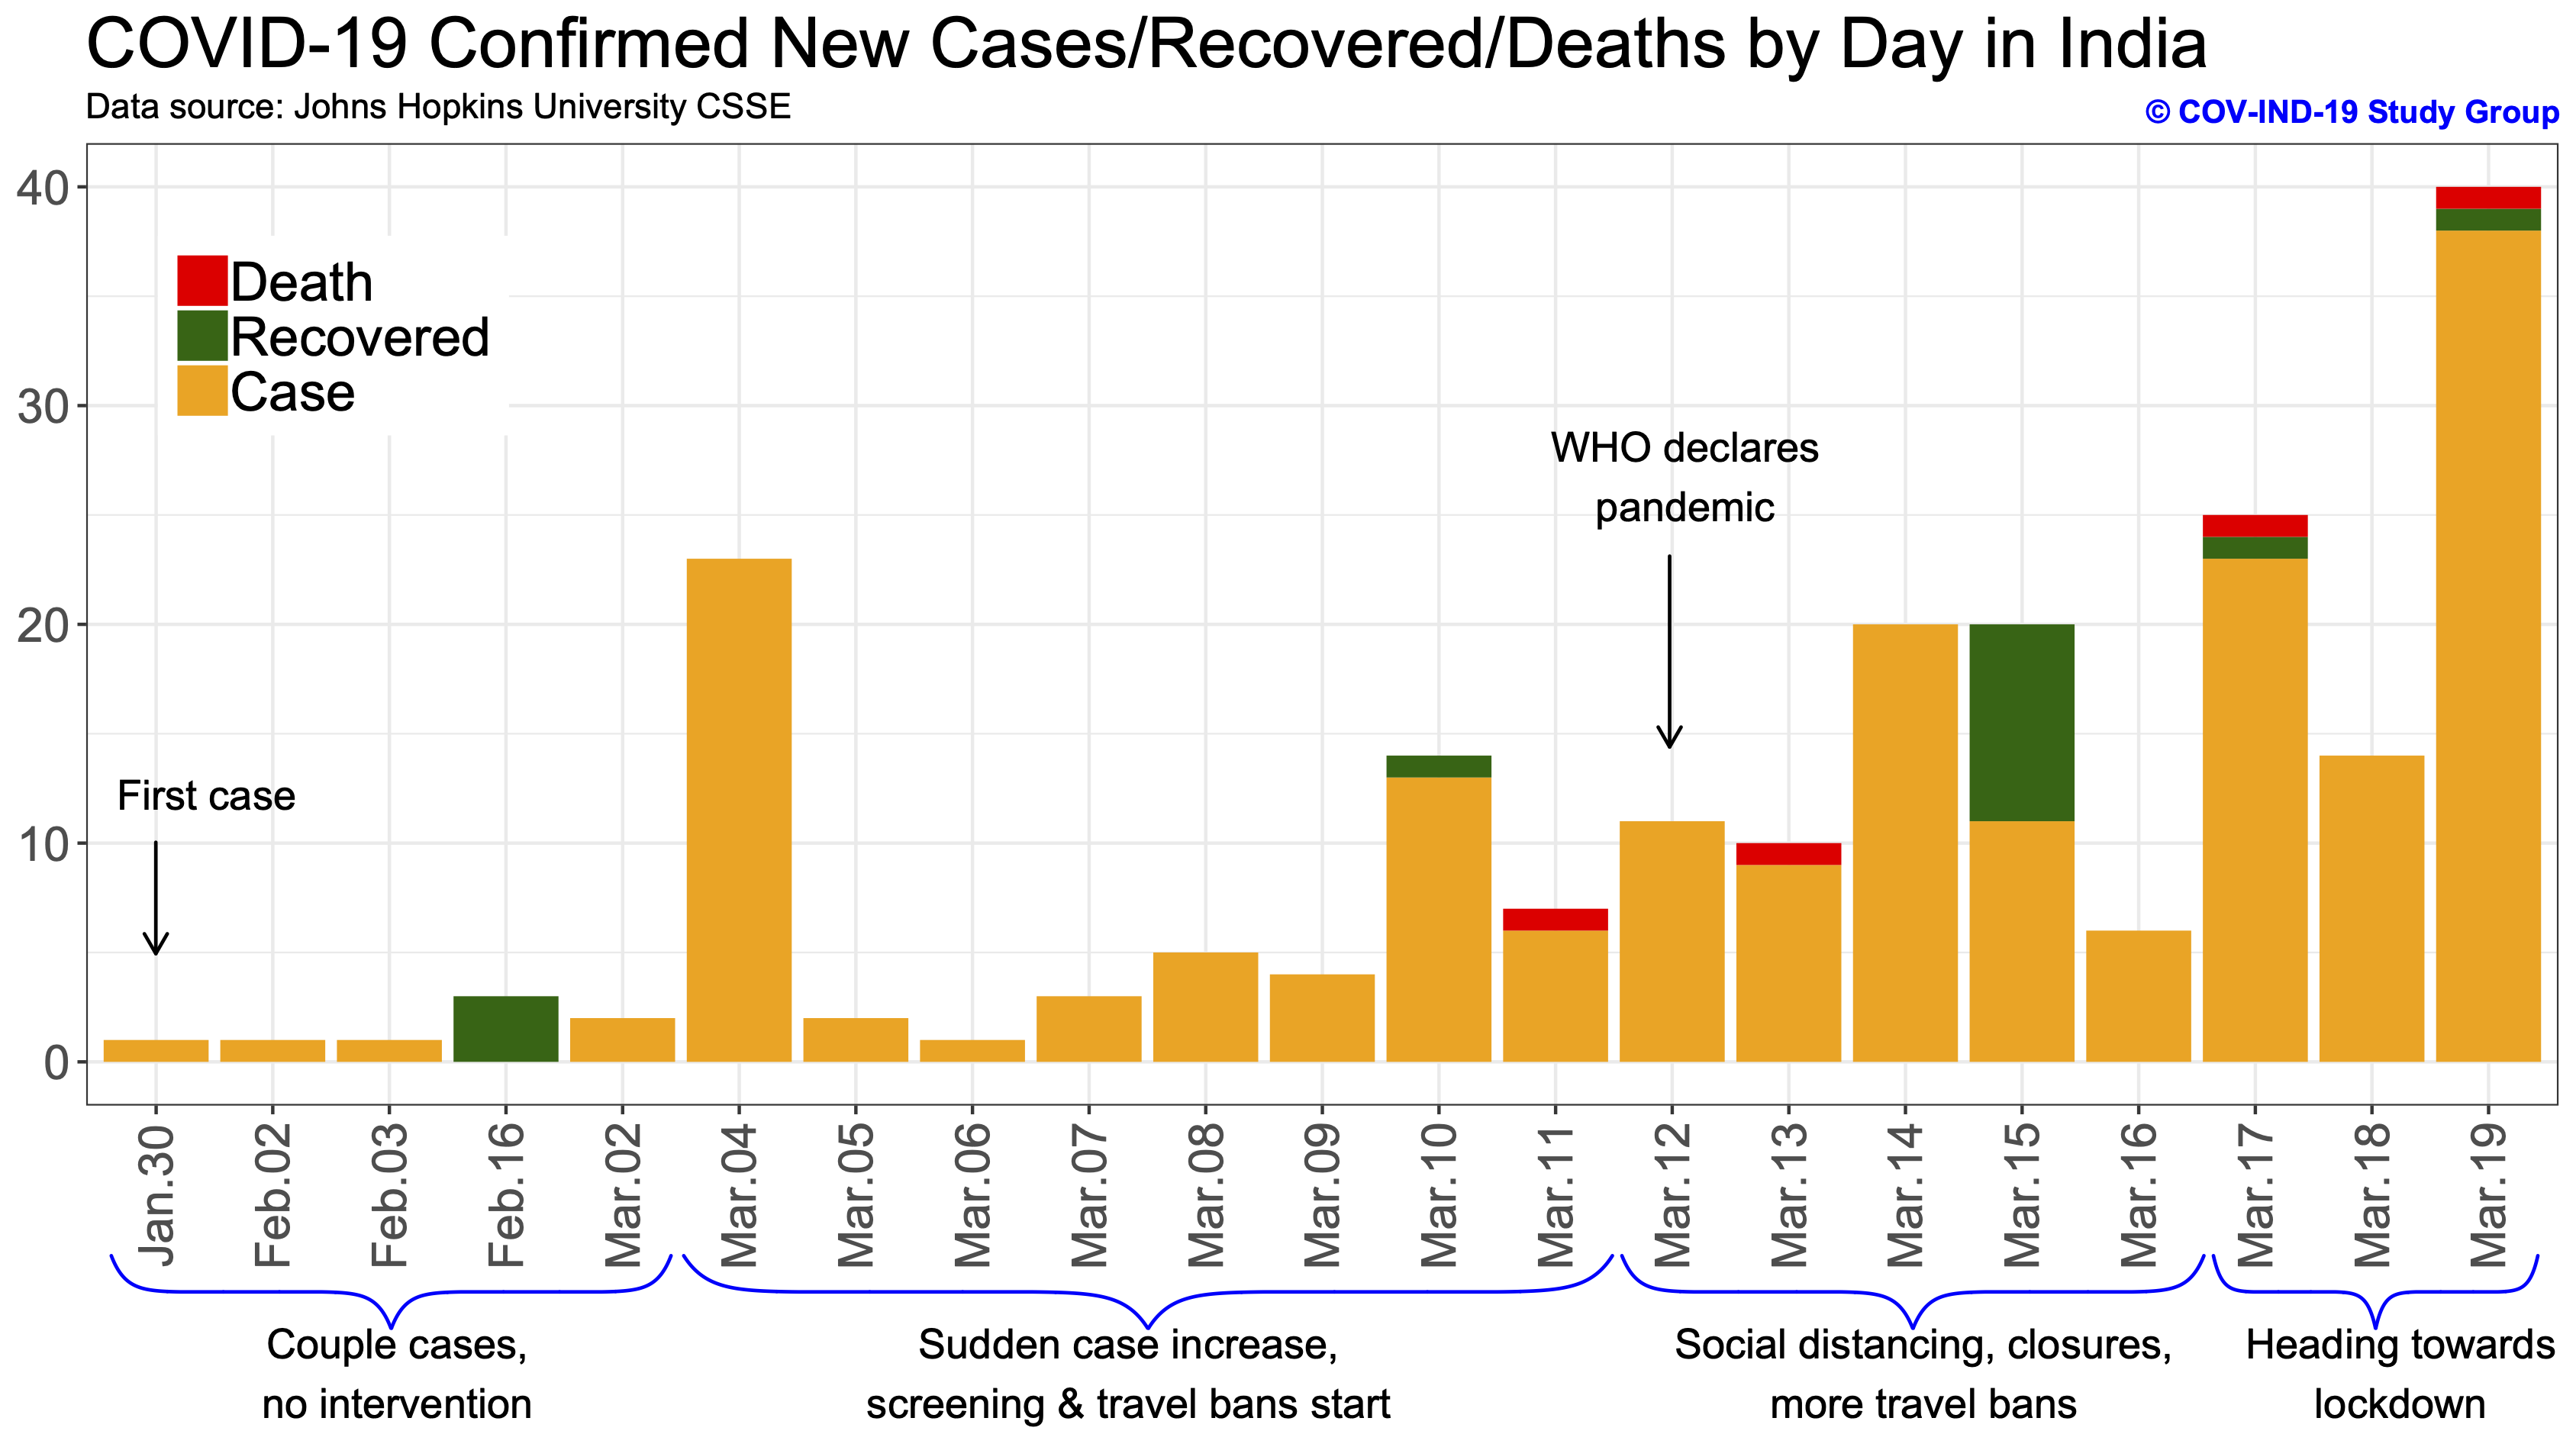 COVID-19 Confirmed New Cases/Recovered/Deaths by Day in India
Data source: Johns Hopkins University CSSE
© COV-IND-19 Study Group
40
30
20
10
0
Death
Recovered
Case
First case
WHO declares
pandemic
Jan.30
Feb.02
Feb.03
Feb.16
Mar.02
Mar.04
Mar.05
Mar.06
Mar.07
Mar.08
Mar.09
Mar.10
Mar.11
Mar.12
Mar.13
Mar.14
Mar.15
Mar.16
Mar.17
Mar.18
Mar.19
Couple cases,
no intervention
Sudden case increase,
screening & travel bans start
Social distancing, closures,
more travel bans
Heading towards
lockdown